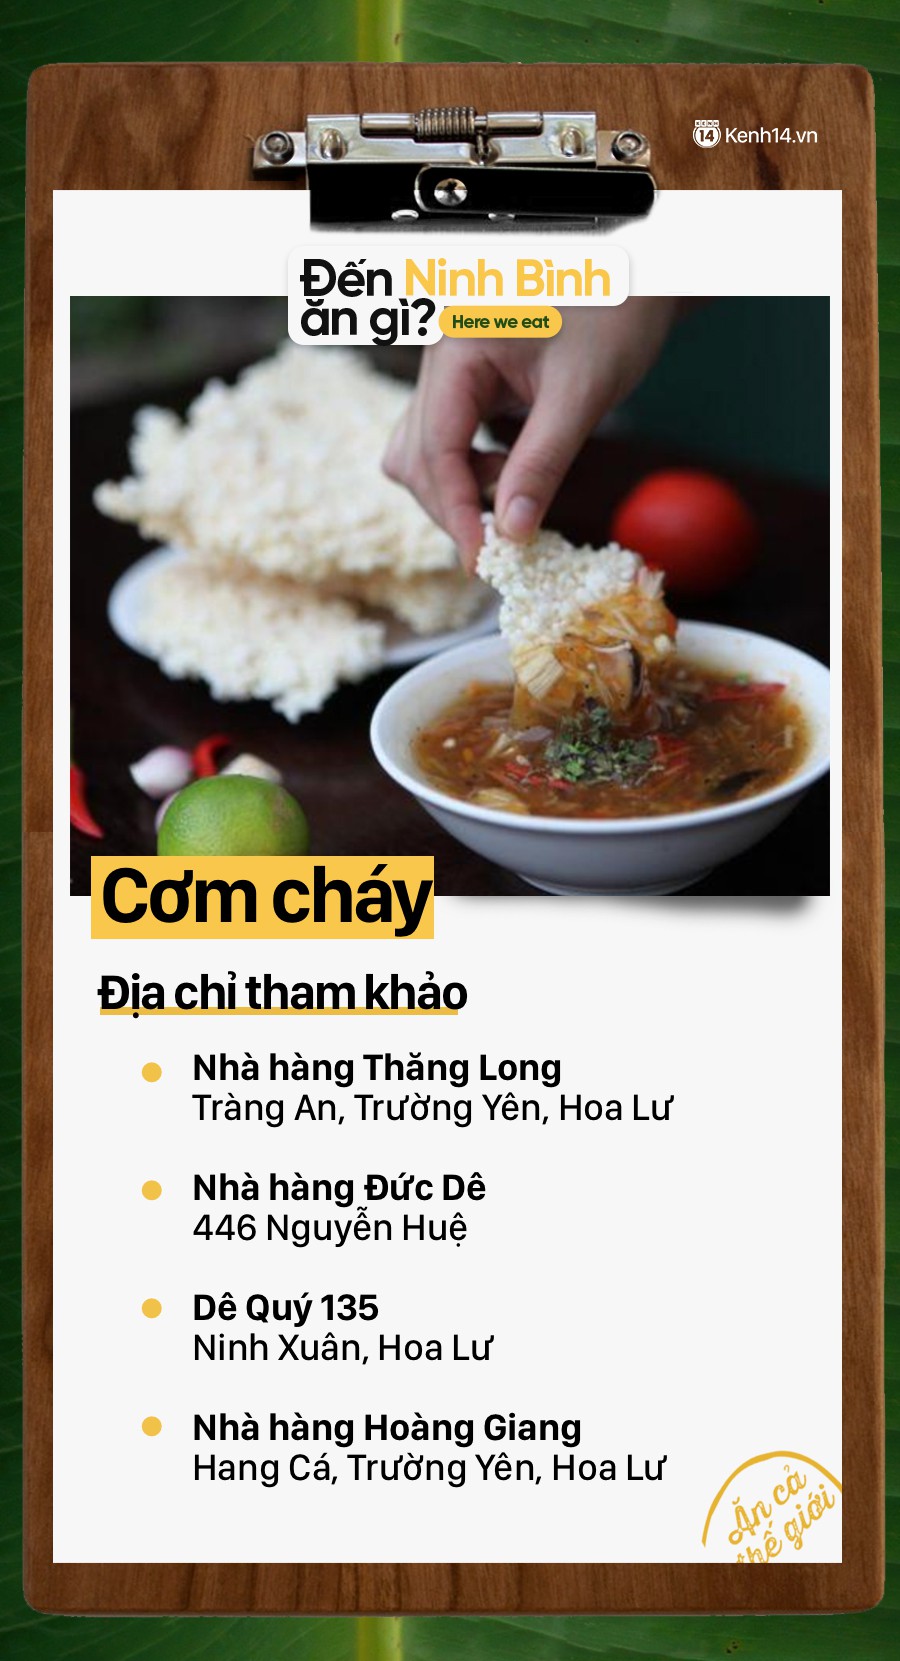 KENH
14 Kenh14.vn
Đến Ninh Bình
ăn gì? Here we eat
Cơm cháy
Địa chỉ tham khảo
Nhà hàng Thăng Long
Tràng An, Trường Yên, Hoa Lư
Nhà hàng Đức Dê
446 Nguyễn Huệ
Dê Quý 135
Ninh Xuân, Hoa Lư
Nhà hàng Hoàng Giang
Hang Cá, Trường Yên, Hoa Lư
Ăn cả
thế giới